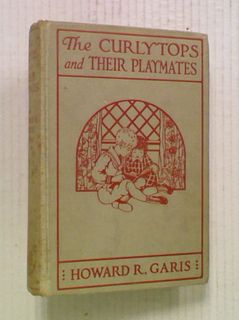 The CURLYTOPS
and THEIR PLAYMATES
HOWARD R. GARIS